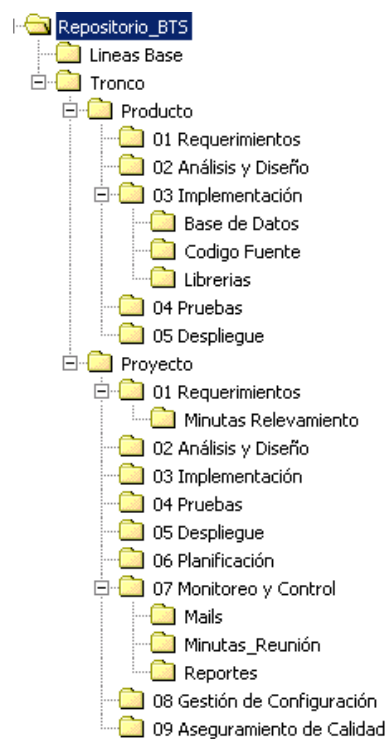 Repositorio_BTS
Lineas Base
Tronco
Producto
01 Requerimientos
02 Análisis y Diseño
03 Implementación
Base de Datos
Codigo Fuente
Librerias
04 Pruebas
05 Despliegue
Proyecto
01 Requerimientos
Minutas Relevamiento
02 Análisis y Diseño
03 Implementación
04 Pruebas
05 Despliegue
06 Planificación
07 Monitoreo y Control
Mails
Minutas_Reunión
Reportes
08 Gestión de Configuración
09 Aseguramiento de Calidad